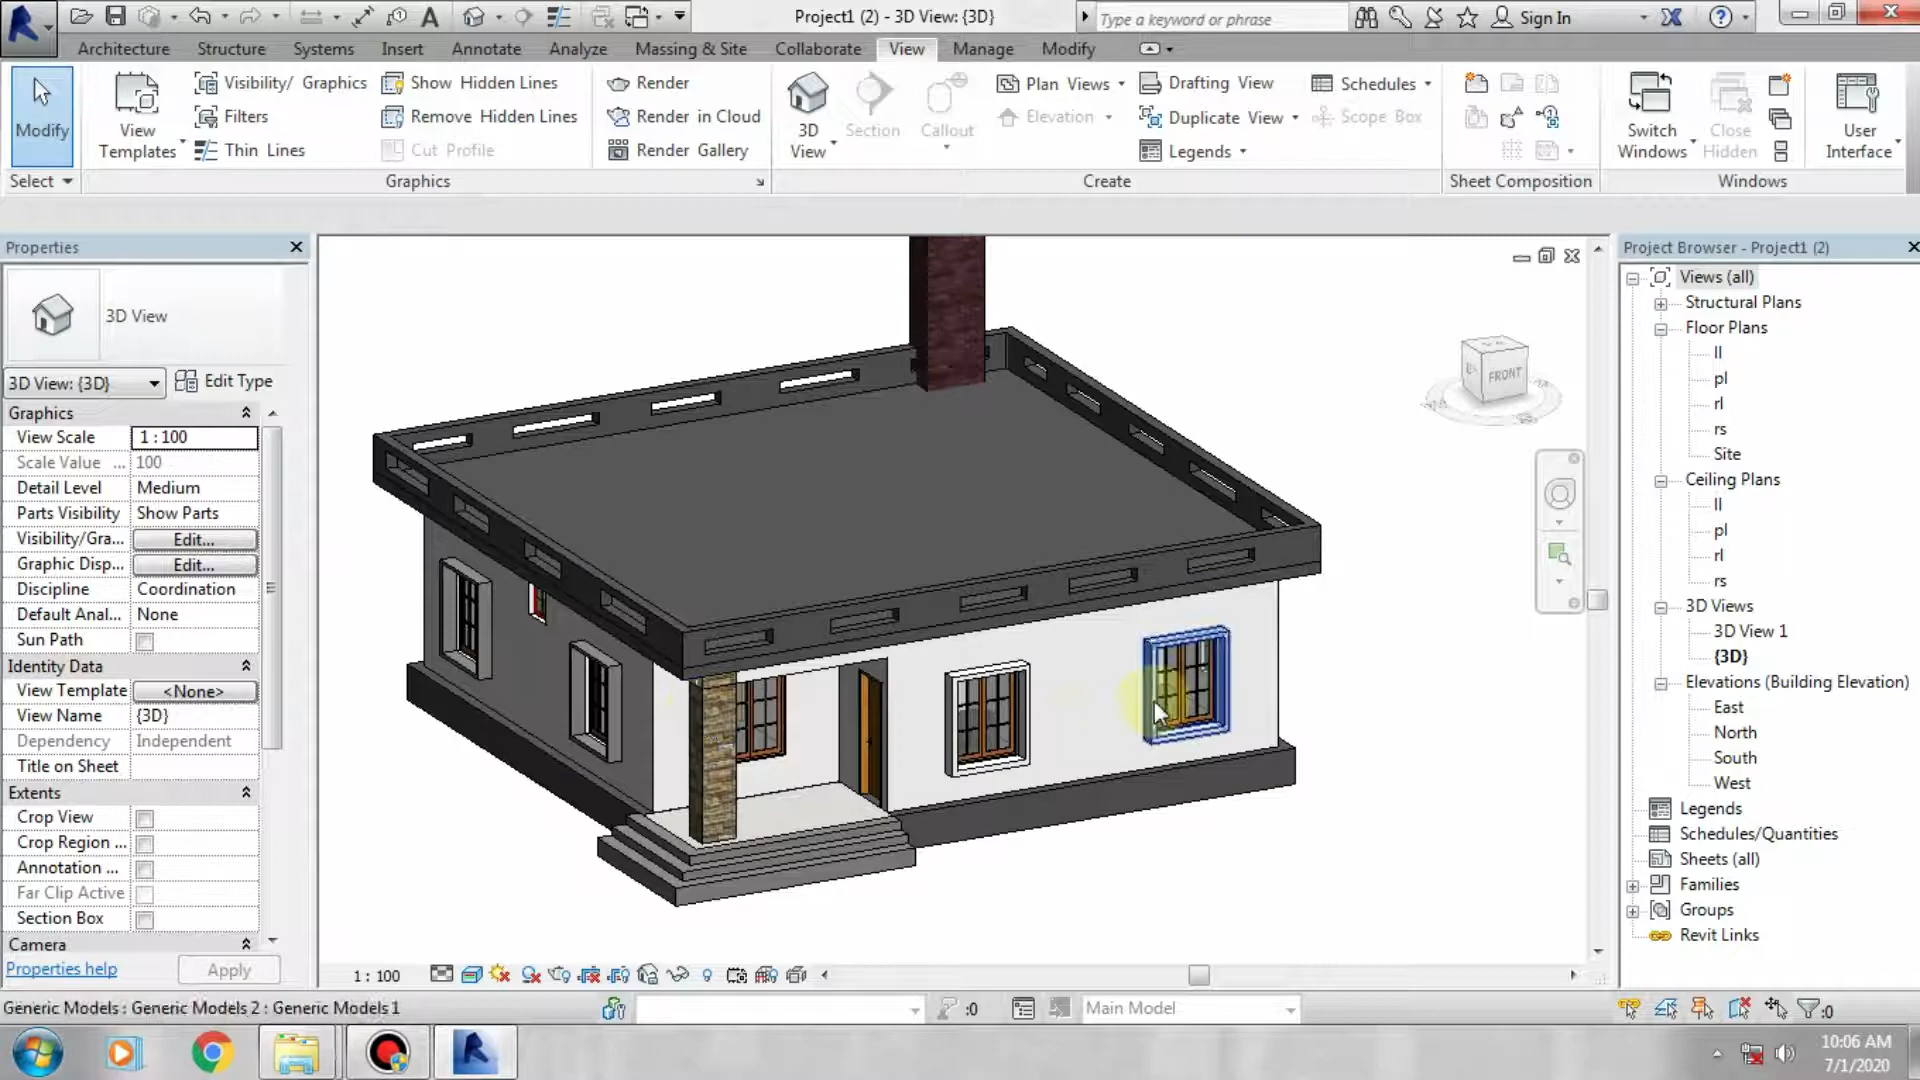 Project1 (2) - 3D View: {3D}
Type a keyword or phrase
Sign In
Architecture Structure Systems Insert Annotate Analyze Massing & Site Collaborate View Manage Modify
Modify
View Templates
Visibility/ Graphics
Filters
Thin Lines
Show Hidden Lines
Remove Hidden Lines
Cut Profile
Render
Render in Cloud
Render Gallery
3D View
Section
Callout
Plan Views
Elevation
Drafting View
Duplicate View
Legends
Schedules
Scope Box
Switch Windows
Close Hidden
User Interface
Select
Graphics
Create
Sheet Composition
Windows
Properties
3D View
3D View: {3D}
Edit Type
Graphics
View Scale 1 : 100
Scale Value ... 100
Detail Level Medium
Parts Visibility Show Parts
Visibility/Gra... Edit...
Graphic Disp... Edit...
Discipline Coordination
Default Anal... None
Sun Path
Identity Data
View Template <None>
View Name {3D}
Dependency Independent
Title on Sheet
Extents
Crop View
Crop Region ...
Annotation ...
Far Clip Active
Section Box
Camera
Properties help
Apply
FRONT
1 : 100
Project Browser - Project1 (2)
Views (all)
Structural Plans
Floor Plans
ll
pl
rl
rs
Site
Ceiling Plans
ll
pl
rl
rs
3D Views
3D View 1
{3D}
Elevations (Building Elevation)
East
North
South
West
Legends
Schedules/Quantities
Sheets (all)
Families
Groups
Revit Links
Generic Models : Generic Models 2 : Generic Models 1
:0
Main Model
:0
10:06 AM
7/1/2020